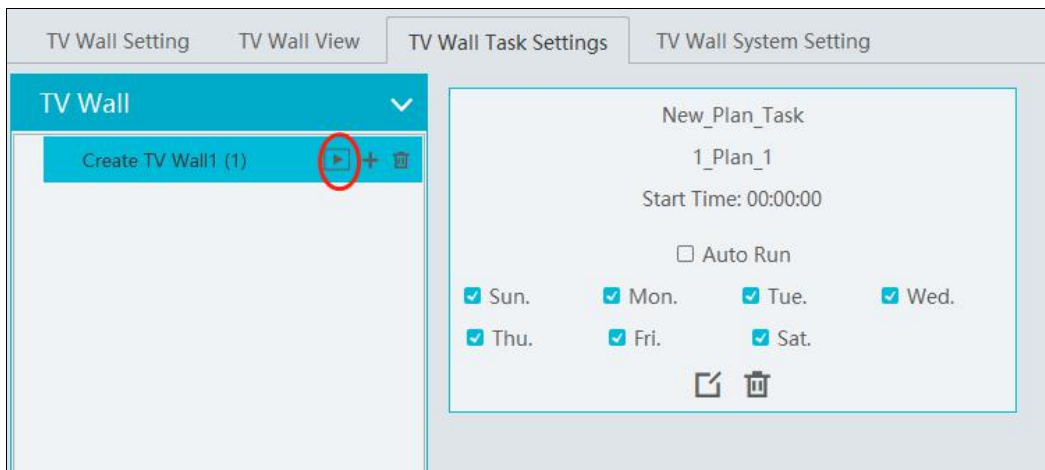 TV Wall Setting TV Wall View TV Wall Task Settings TV Wall System Setting
TV Wall
Create TV Wall1 (1)
New_Plan_Task
1_Plan_1
Start Time: 00:00:00
Auto Run
Sun. Mon. Tue. Wed.
Thu. Fri. Sat.